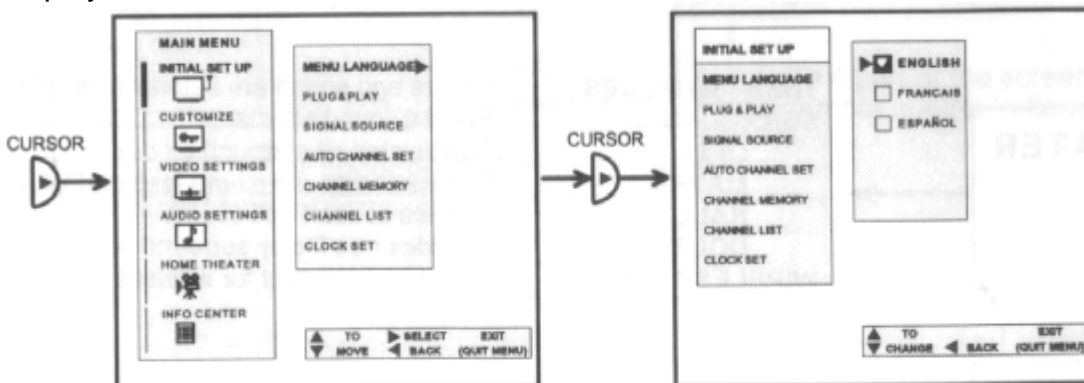 CURSOR
MAIN MENU
INITIAL SET UP
CUSTOMIZE
VIDEO SETTINGS
AUDIO SETTINGS
HOME THEATER
INFO CENTER
MENU LANGUAGE
PLUG & PLAY
SIGNAL SOURCE
AUTO CHANNEL SET
CHANNEL MEMORY
CHANNEL LIST
CLOCK SET
TO SELECT EXIT
MOVE BACK (QUIT MENU)
CURSOR
INITIAL SET UP
MENU LANGUAGE
PLUG & PLAY
SIGNAL SOURCE
AUTO CHANNEL SET
CHANNEL MEMORY
CHANNEL LIST
CLOCK SET
ENGLISH
FRANCAIS
ESPAÑOL
TO EXIT
CHANGE BACK (QUIT MENU)